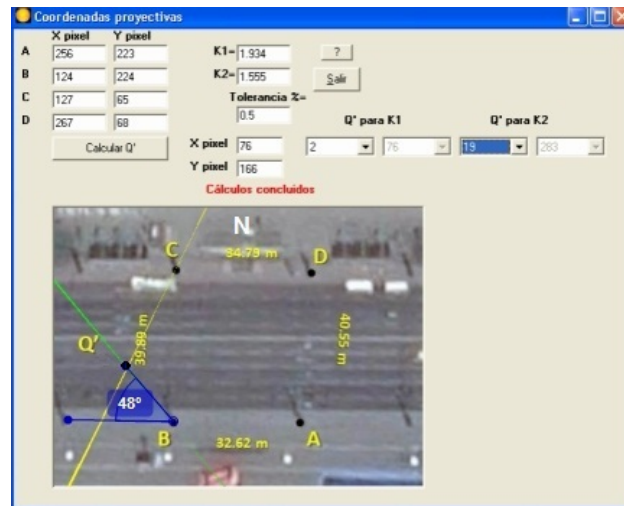 Coordenadas proyectivas
X pixel Y pixel
A 256 223 K1= 1.934 ?
B 124 224 K2= 1.555 Salir
C 127 65 Tolerancia %=
D 267 68 0.5 Q' para K1 Q' para K2
Calcular Q' X pixel 76 2 76 19 283
Y pixel 166
Cálculos concluidos
N
C 34.79 m D
39.89 m 40.55 m
Q'
48º
B 32.62 m A